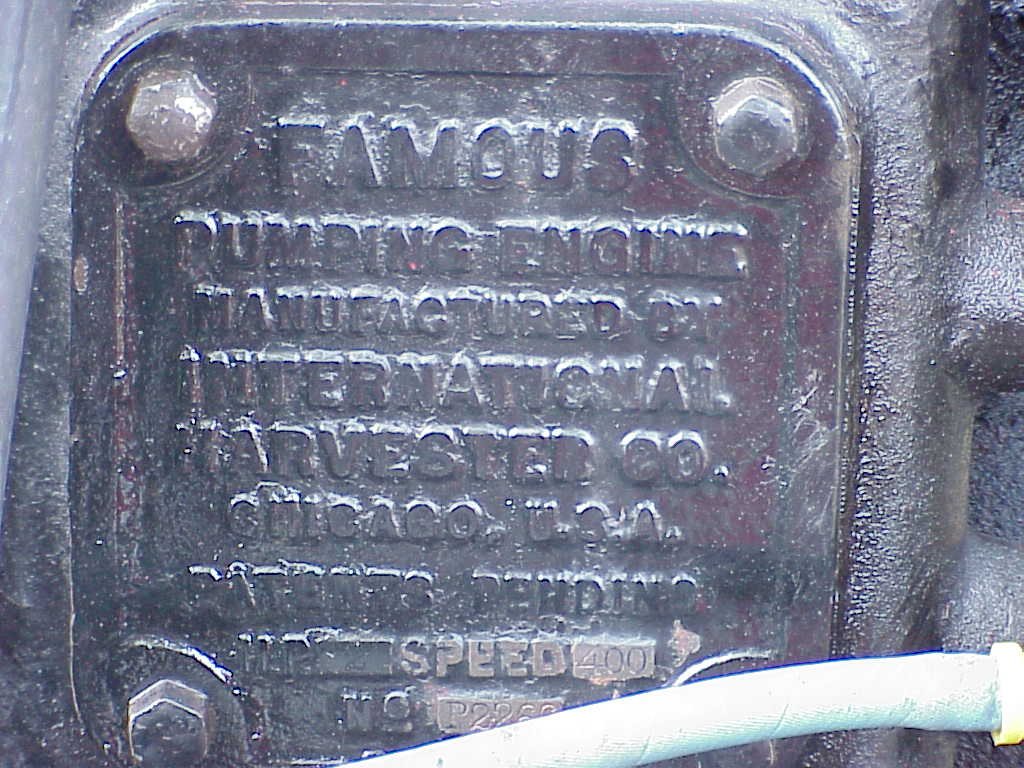 FAMOUS
PUMPING ENGINE
MANUFACTURED BY
INTERNATIONAL
HARVESTER CO.
CHICAGO, U.S.A.
PATENTS PENDING
H.P. SPEED 400
NO